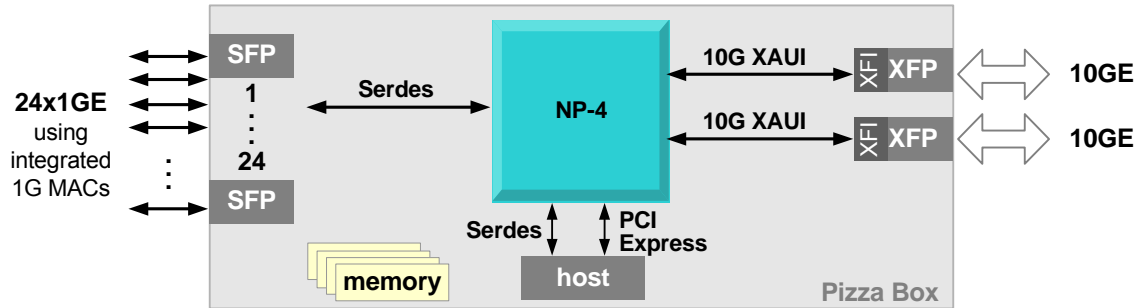 24x1GE
using
integrated
1G MACs
SFP
1
24
SFP
Serdes
NP-4
10G XAUI
XFI
XFP
10GE
10G XAUI
XFI
XFP
10GE
Serdes
PCI
Express
host
memory
Pizza Box